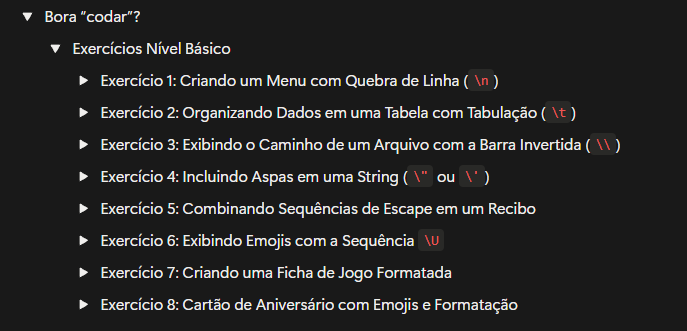 Bora “codar”?
Exercícios Nível Básico
Exercício 1: Criando um Menu com Quebra de Linha ( \n )
Exercício 2: Organizando Dados em uma Tabela com Tabulação ( \t )
Exercício 3: Exibindo o Caminho de um Arquivo com a Barra Invertida ( \\ )
Exercício 4: Incluindo Aspas em uma String ( \" ou \' )
Exercício 5: Combinando Sequências de Escape em um Recibo
Exercício 6: Exibindo Emojis com a Sequência \U
Exercício 7: Criando uma Ficha de Jogo Formatada
Exercício 8: Cartão de Aniversário com Emojis e Formatação